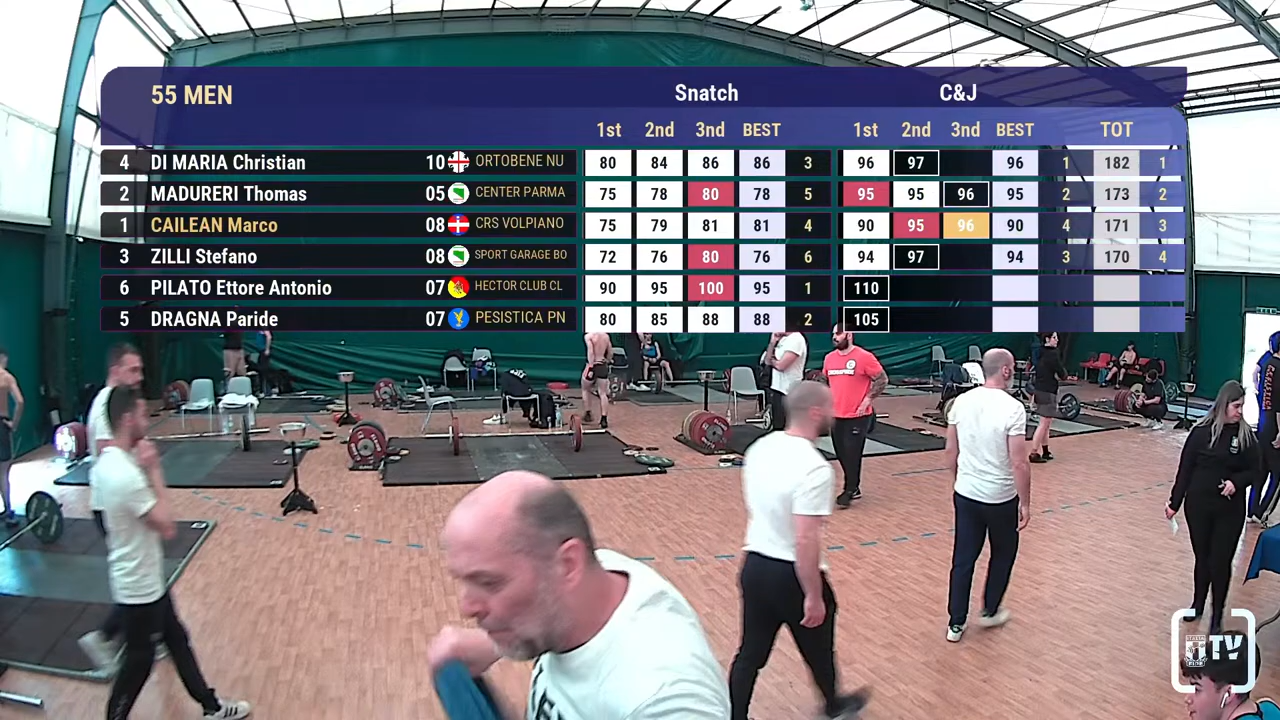 55 MEN Snatch C&J
1st 2nd 3nd BEST 1st 2nd 3nd BEST TOT
4 DI MARIA Christian 10 ORTOBENE NU 80 84 86 86 3 96 97 96 1 182 1
2 MADURERI Thomas 05 CENTER PARMA 75 78 80 78 5 95 95 96 95 2 173 2
1 CAILEAN Marco 08 CRS VOLPIANO 75 79 81 81 4 90 95 96 90 4 171 3
3 ZILLI Stefano 08 SPORT GARAGE BO 72 76 80 76 6 94 97 94 3 170 4
6 PILATO Ettore Antonio 07 HECTOR CLUB CL 90 95 100 95 1 110
5 DRAGNA Paride 07 PESISTICA PN 80 85 88 88 2 105
TV